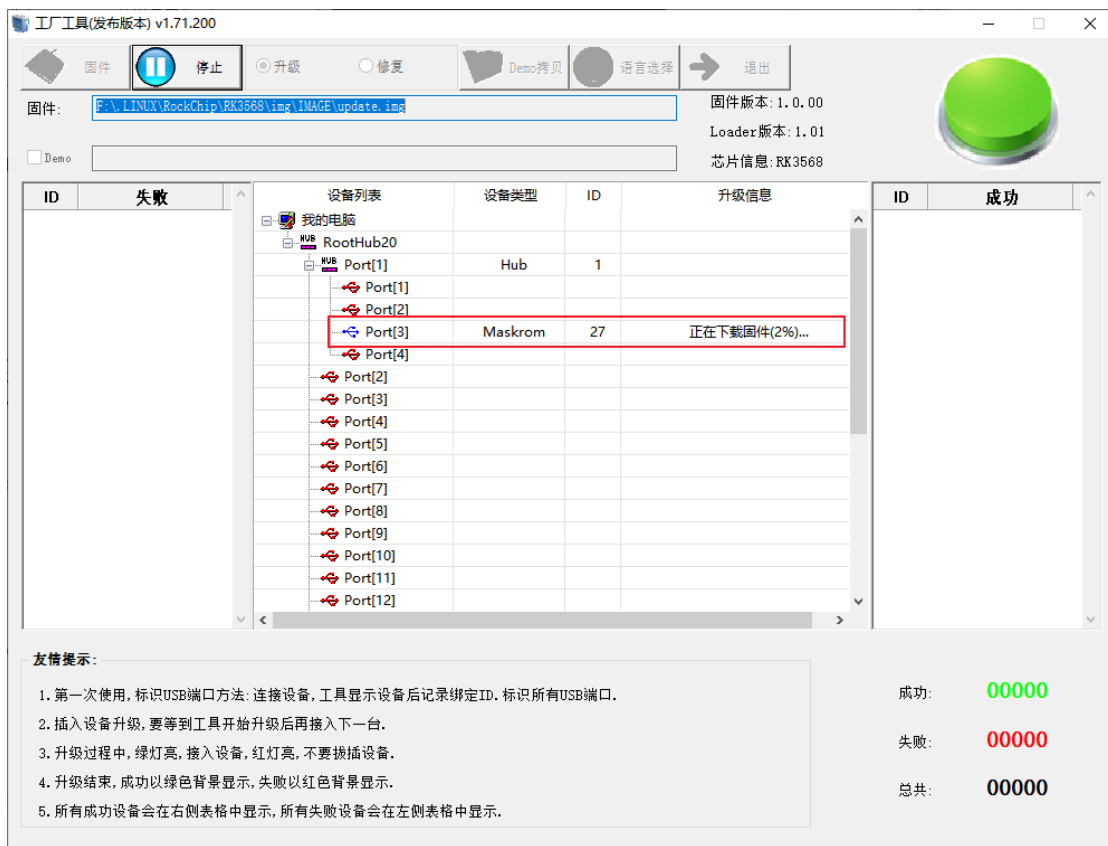 工厂工具(发布版本) v1.71.200
固件 停止 升级 修复 Demo拷贝 语言选择 退出
固件: F:\.LINUX\RockChip\RK3568\img\IMAGE\update.img 固件版本:1.0.00
Loader版本:1.01
Demo 芯片信息:RK3568
ID 失败 设备列表 设备类型 ID 升级信息 ID 成功
我的电脑
HUB RootHub20
HUB Port[1] Hub 1
Port[1]
Port[2]
Port[3] Maskrom 27 正在下载固件(2%)...
Port[4]
Port[2]
Port[3]
Port[4]
Port[5]
Port[6]
Port[7]
Port[8]
Port[9]
Port[10]
Port[11]
Port[12]
友情提示:
1.第一次使用,标识USB端口方法:连接设备,工具显示设备后记录绑定ID.标识所有USB端口.
2.插入设备升级,要等到工具开始升级后再接入下一台.
3.升级过程中,绿灯亮,接入设备,红灯亮,不要拔插设备.
4.升级结束,成功以绿色背景显示,失败以红色背景显示.
5.所有成功设备会在右侧表格中显示,所有失败设备会在左侧表格中显示.
成功: 00000
失败: 00000
总共: 00000